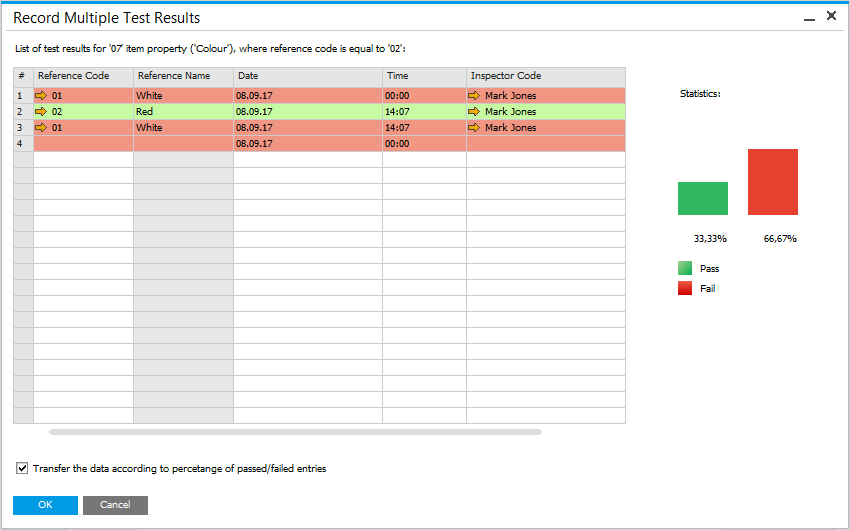 Record Multiple Test Results
List of test results for '07' item property ('Colour'), where reference code is equal to '02':
# Reference Code Reference Name Date Time Inspector Code
1 01 White 08.09.17 00:00 Mark Jones
2 02 Red 08.09.17 14:07 Mark Jones
3 01 White 08.09.17 14:07 Mark Jones
4 08.09.17 00:00
Statistics:
33,33% 66,67%
Pass
Fail
Transfer the data according to percetange of passed/failed entries
OK Cancel